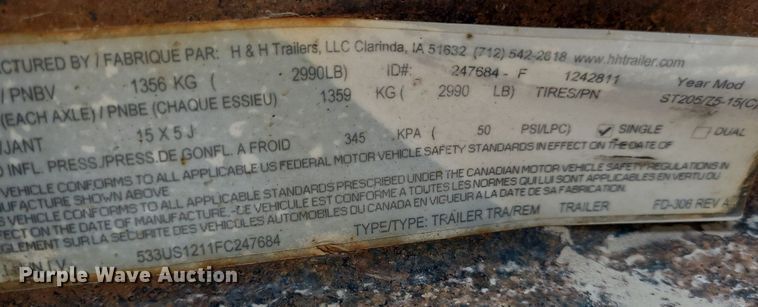 ACTURED BY / FABRIQUE PAR: H & H Trailers, LLC Clarinda, IA 51632 (712) 542-2618 www.hhtrailer.com
/ PNBV 1356 KG ( 2990LB) ID#: 247684 - F 1242811 Year Mod
(EACH AXLE) / PNBE (CHAQUE ESSIEU) 1359 KG ( 2990 LB) TIRES/PN ST205/75-15(C)
/JANT 15 X 5 J
INFL. PRESS./PRESS.DE GONFL. A FROID 345 KPA ( 50 PSI/LPC) ✓ SINGLE DUAL
VEHICLE CONFORMS TO ALL APPLICABLE US FEDERAL MOTOR VEHICLE SAFETY STANDARDS IN EFFECT ON THE DATE OF
UFACTURE SHOWN ABOVE
S VEHICLE CONFORMS TO ALL APPLICABLE STANDARDS PRESCRIBED UNDER THE CANADIAN MOTOR VEHICLE SAFETY REGULATIONS IN
FFECT ON THE DATE OF MANUFACTURER.-LE VEHICULE EST CONFORME A TOUTES LES NORMES QUI LUI SONT APPLICABLES EN VERTU DU
GLEMENT SUR LA SECURITE DES VEHICULES AUTOMOBILES DU CANADA EN VIGUEUR A LA DATE DE SA FABRICATION.
533US1211FC247684 TYPE/TYPE: TRAILER TRA/REM TRAILER FD-306 REV A
Purple Wave Auction